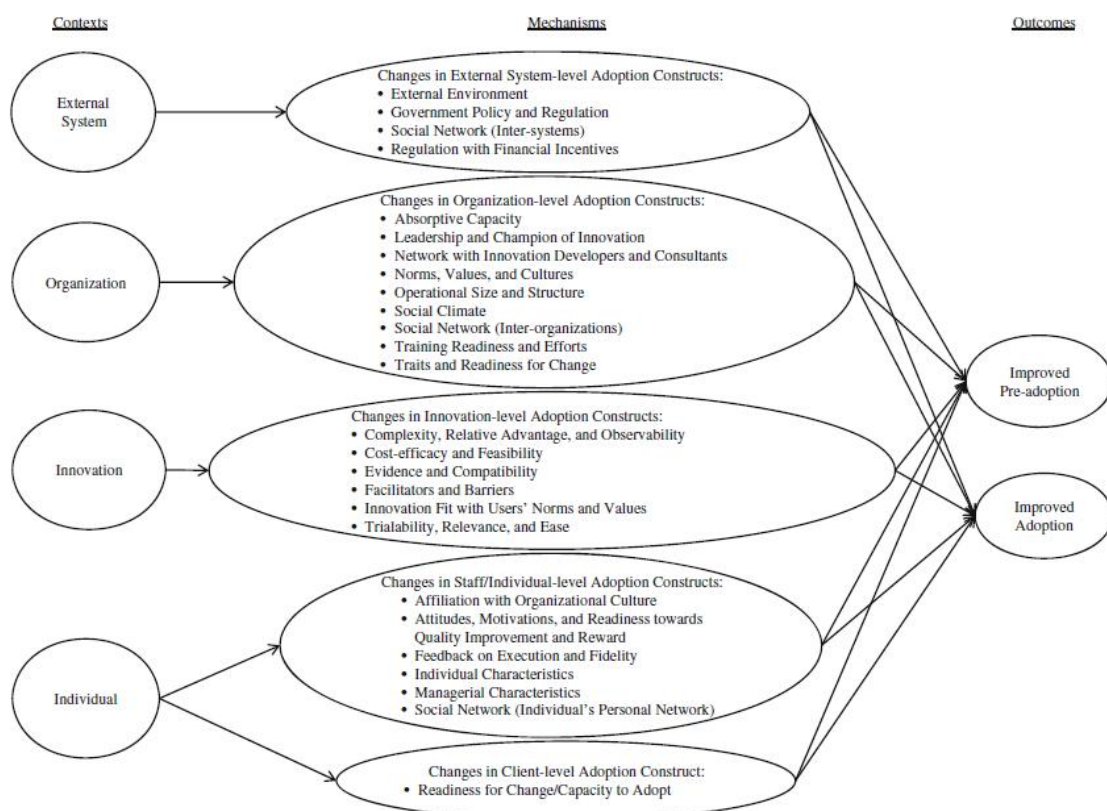 Contexts
Mechanisms
Outcomes
External
System
Changes in External System-level Adoption Constructs:
• External Environment
• Government Policy and Regulation
• Social Network (Inter-systems)
• Regulation with Financial Incentives
Organization
Changes in Organization-level Adoption Constructs:
• Absorptive Capacity
• Leadership and Champion of Innovation
• Network with Innovation Developers and Consultants
• Norms, Values, and Cultures
• Operational Size and Structure
• Social Climate
• Social Network (Inter-organizations)
• Training Readiness and Efforts
• Traits and Readiness for Change
Innovation
Changes in Innovation-level Adoption Constructs:
• Complexity, Relative Advantage, and Observability
• Cost-efficacy and Feasibility
• Evidence and Compatibility
• Facilitators and Barriers
• Innovation Fit with Users' Norms and Values
• Trialability, Relevance, and Ease
Individual
Changes in Staff/Individual-level Adoption Constructs:
• Affiliation with Organizational Culture
• Attitudes, Motivations, and Readiness towards
Quality Improvement and Reward
• Feedback on Execution and Fidelity
• Individual Characteristics
• Managerial Characteristics
• Social Network (Individual's Personal Network)
Changes in Client-level Adoption Construct:
• Readiness for Change/Capacity to Adopt
Improved
Pre-adoption
Improved
Adoption